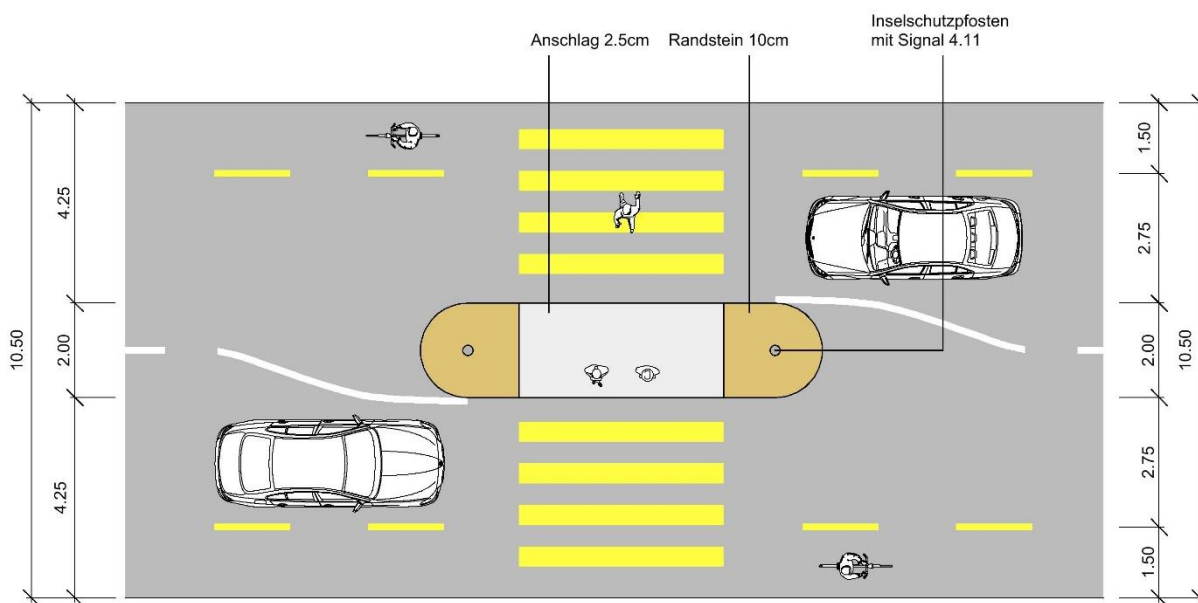 Anschlag 2.5cm
Randstein 10cm
Inselschutzpfosten
mit Signal 4.11
10.50
4.25
2.00
4.25
1.50
2.75
2.00
2.75
1.50
10.50